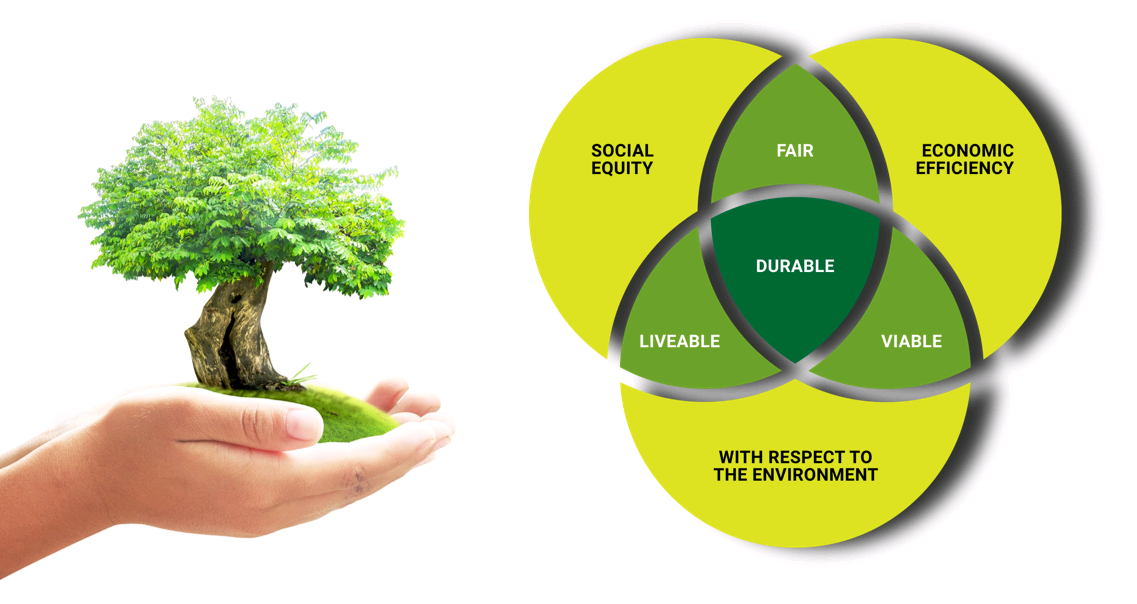 SOCIAL
EQUITY
FAIR
ECONOMIC
EFFICIENCY
DURABLE
LIVEABLE
VIABLE
WITH RESPECT TO
THE ENVIRONMENT